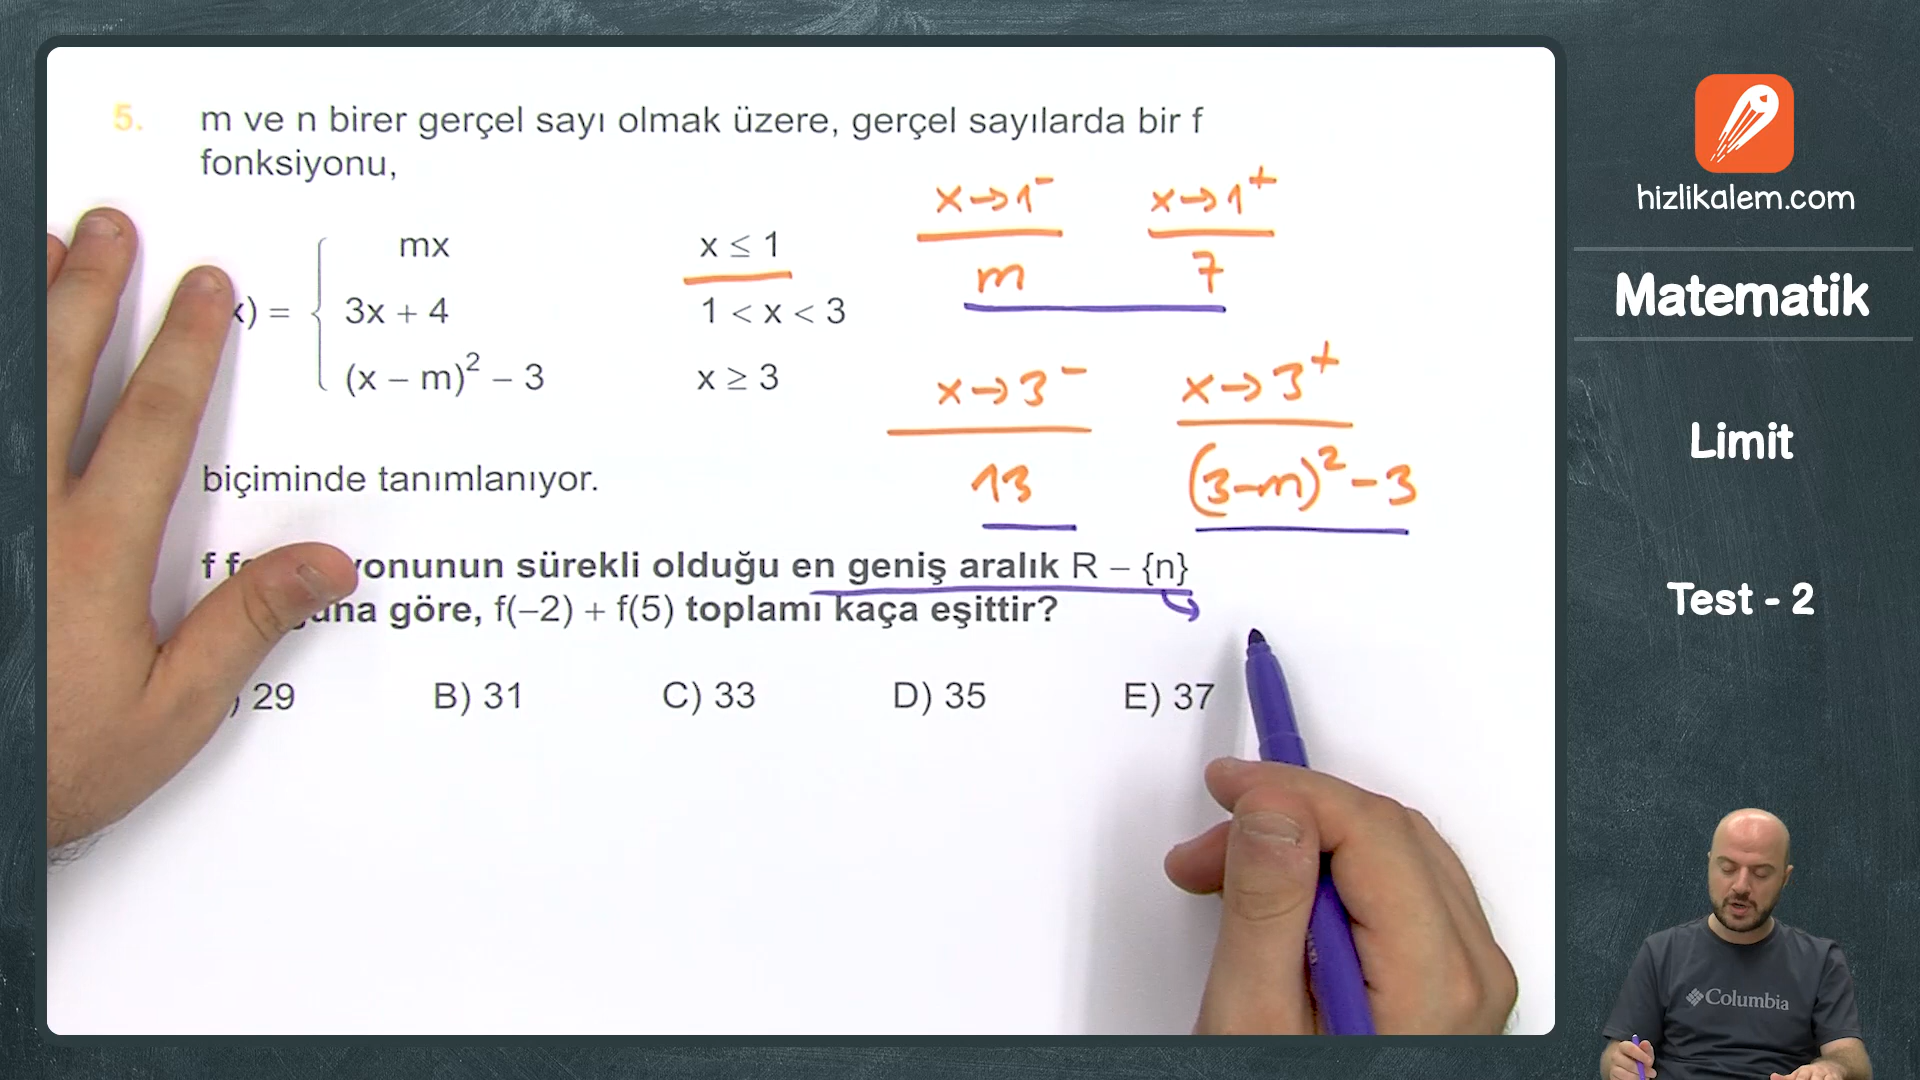 5. m ve n birer gerçel sayı olmak üzere, gerçel sayılarda bir f
fonksiyonu,
x) = { mx x ≤ 1
3x + 4 1 < x < 3
(x – m)² – 3 x ≥ 3
x→1⁻ x→1⁺
m 7
x→3⁻ x→3⁺
13 (3-m)²-3
biçiminde tanımlanıyor.
f sürekli olduğu en geniş aralık R – {n}
göre, f(–2) + f(5) toplamı kaça eşittir?
) 29 B) 31 C) 33 D) 35 E) 37
hizlikalem.com
Matematik
Limit
Test - 2
Columbia